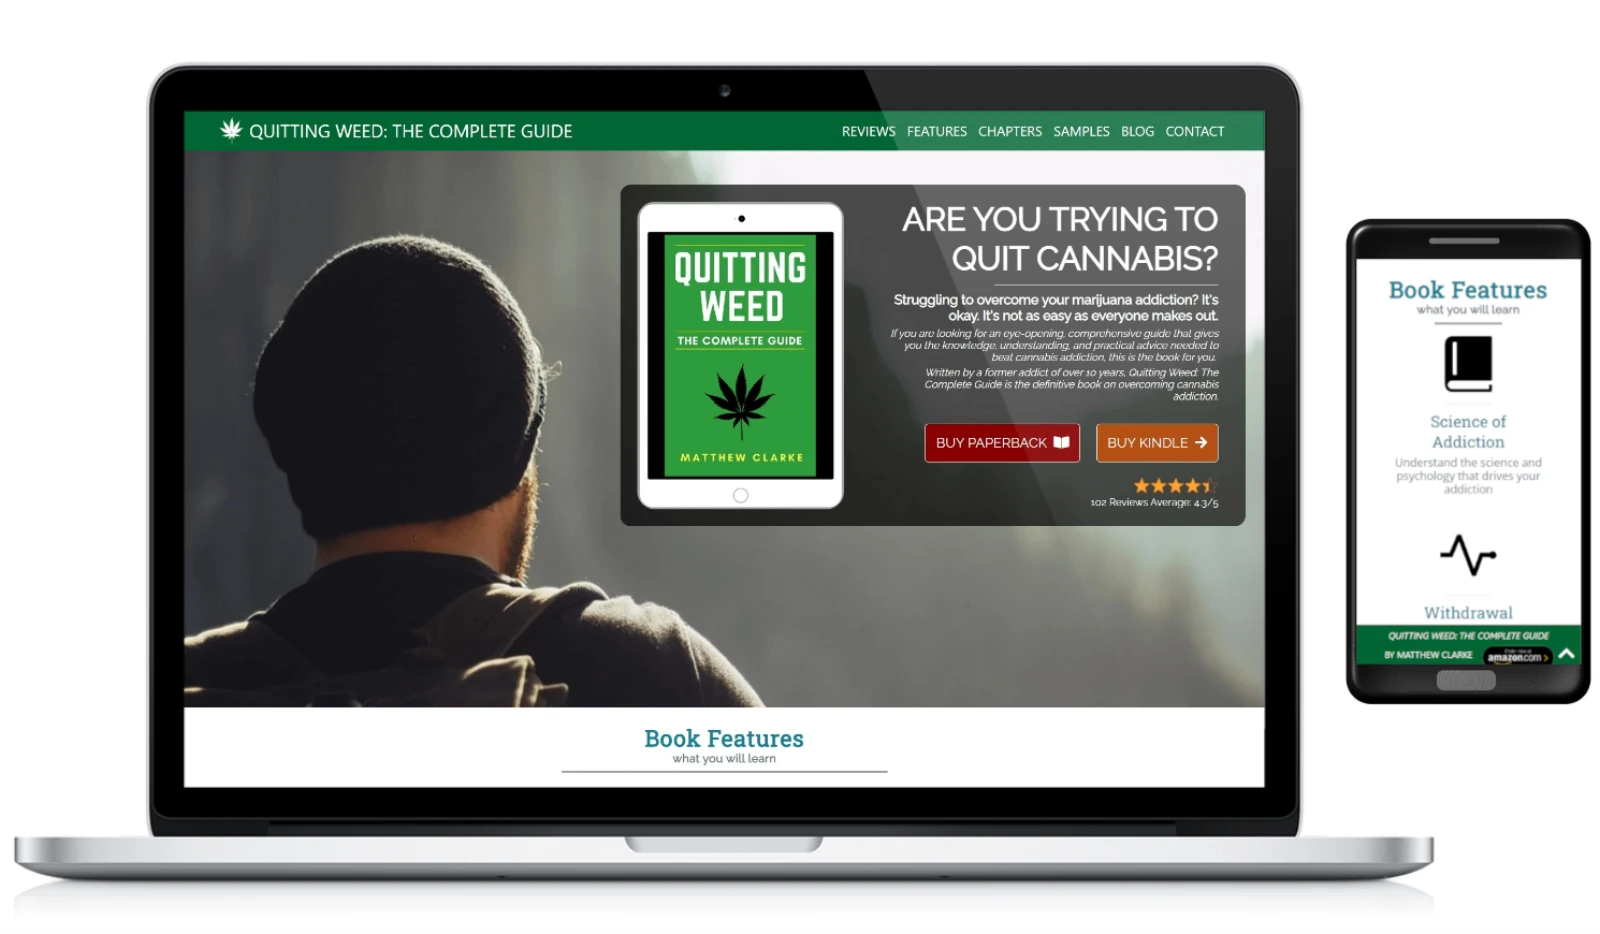 QUITTING WEED: THE COMPLETE GUIDE
REVIEWS FEATURES CHAPTERS SAMPLES BLOG CONTACT
QUITTING
WEED
THE COMPLETE GUIDE
MATTHEW CLARKE
ARE YOU TRYING TO
QUIT CANNABIS?
Struggling to overcome your marijuana addiction? It's
okay. It's not as easy as everyone makes out.
If you are looking for an eye-opening, comprehensive guide that gives
you the knowledge, understanding, and practical advice needed to
beat cannabis addiction, this is the book for you.
Written by a former addict of over 10 years, Quitting Weed: The
Complete Guide is the definitive book on overcoming cannabis
addiction.
BUY PAPERBACK
BUY KINDLE
102 Reviews Average: 4.3/5
Book Features
what you will learn
Book Features
what you will learn
Science of
Addiction
Understand the science and
psychology that drives your
addiction
Withdrawal
QUITTING WEED: THE COMPLETE GUIDE
BY MATTHEW CLARKE
amazon.com